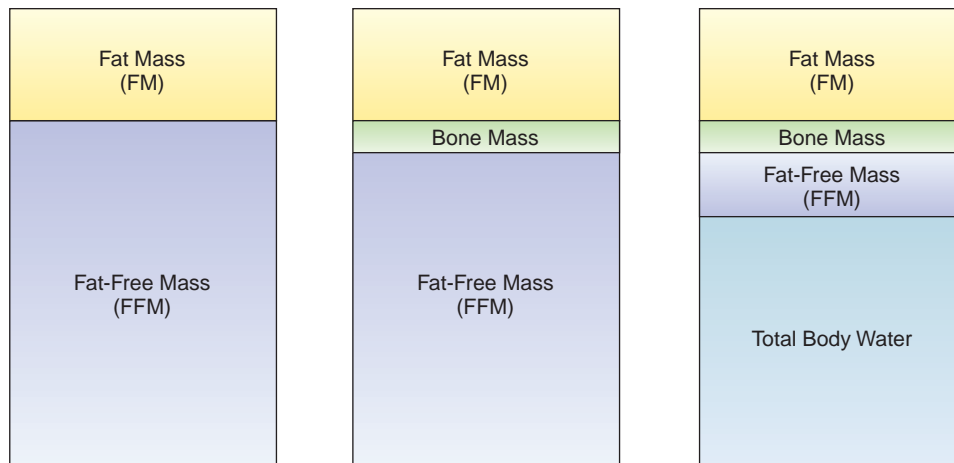 Fat Mass
(FM)
Fat-Free Mass
(FFM)
Fat Mass
(FM)
Bone Mass
Fat-Free Mass
(FFM)
Fat Mass
(FM)
Bone Mass
Fat-Free Mass
(FFM)
Total Body Water